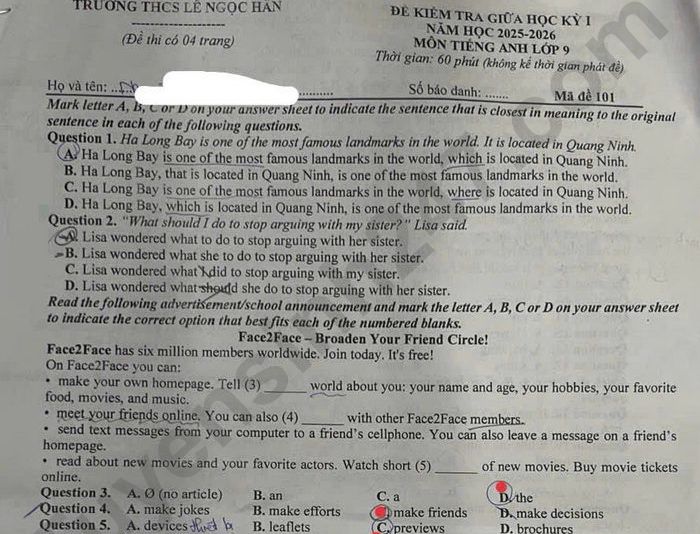 TRƯỜNG THCS LÊ NGỌC HÂN
(Đề thi có 04 trang)
ĐỀ KIỂM TRA GIỮA HỌC KỲ I
NĂM HỌC 2025-2026
MÔN TIẾNG ANH LỚP 9
Thời gian: 60 phút (không kể thời gian phát đề)
Họ và tên: ..............
Số báo danh: .......
Mã đề 101
Mark letter A, B, C or D on your answer sheet to indicate the sentence that is closest in meaning to the original
sentence in each of the following questions.
Question 1. Ha Long Bay is one of the most famous landmarks in the world. It is located in Quang Ninh.
A. Ha Long Bay is one of the most famous landmarks in the world, which is located in Quang Ninh.
B. Ha Long Bay, that is located in Quang Ninh, is one of the most famous landmarks in the world.
C. Ha Long Bay is one of the most famous landmarks in the world, where is located in Quang Ninh.
D. Ha Long Bay, which is located in Quang Ninh, is one of the most famous landmarks in the world.
Question 2. "What should I do to stop arguing with my sister?" Lisa said.
A. Lisa wondered what to do to stop arguing with her sister.
B. Lisa wondered what she to do to stop arguing with her sister.
C. Lisa wondered what I did to stop arguing with my sister.
D. Lisa wondered what should she do to stop arguing with her sister.
Read the following advertisement/school announcement and mark the letter A, B, C or D on your answer sheet
to indicate the correct option that best fits each of the numbered blanks.
Face2Face – Broaden Your Friend Circle!
Face2Face has six million members worldwide. Join today. It's free!
On Face2Face you can:
• make your own homepage. Tell (3) ______ world about you: your name and age, your hobbies, your favorite
food, movies, and music.
• meet your friends online. You can also (4) ______ with other Face2Face members.
• send text messages from your computer to a friend's cellphone. You can also leave a message on a friend's
homepage.
• read about new movies and your favorite actors. Watch short (5) ______ of new movies. Buy movie tickets
online.
Question 3. A. Ø (no article) B. an C. a D. the
Question 4. A. make jokes B. make efforts make friends D. make decisions
Question 5. A. devices B. leaflets C. previews D. brochures